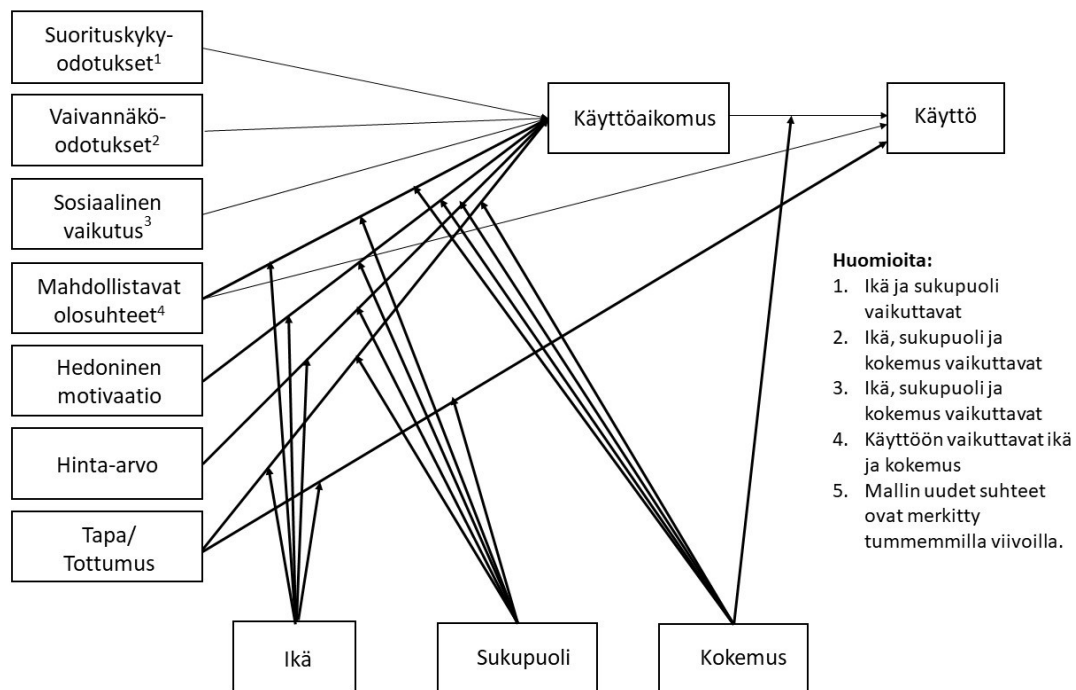 Suorituskyky-
odotukset1
Vaivannäkö-
odotukset2
Sosiaalinen
vaikutus3
Mahdollistavat
olosuhteet4
Hedoninen
motivaatio
Hinta-arvo
Tapa/
Tottumus
Käyttöaikomus
Käyttö
Huomioita:
1. Ikä ja sukupuoli
vaikuttavat
2. Ikä, sukupuoli ja
kokemus vaikuttavat
3. Ikä, sukupuoli ja
kokemus vaikuttavat
4. Käyttöön vaikuttavat ikä
ja kokemus
5. Mallin uudet suhteet
ovat merkitty
tummemmilla viivoilla.
Ikä
Sukupuoli
Kokemus